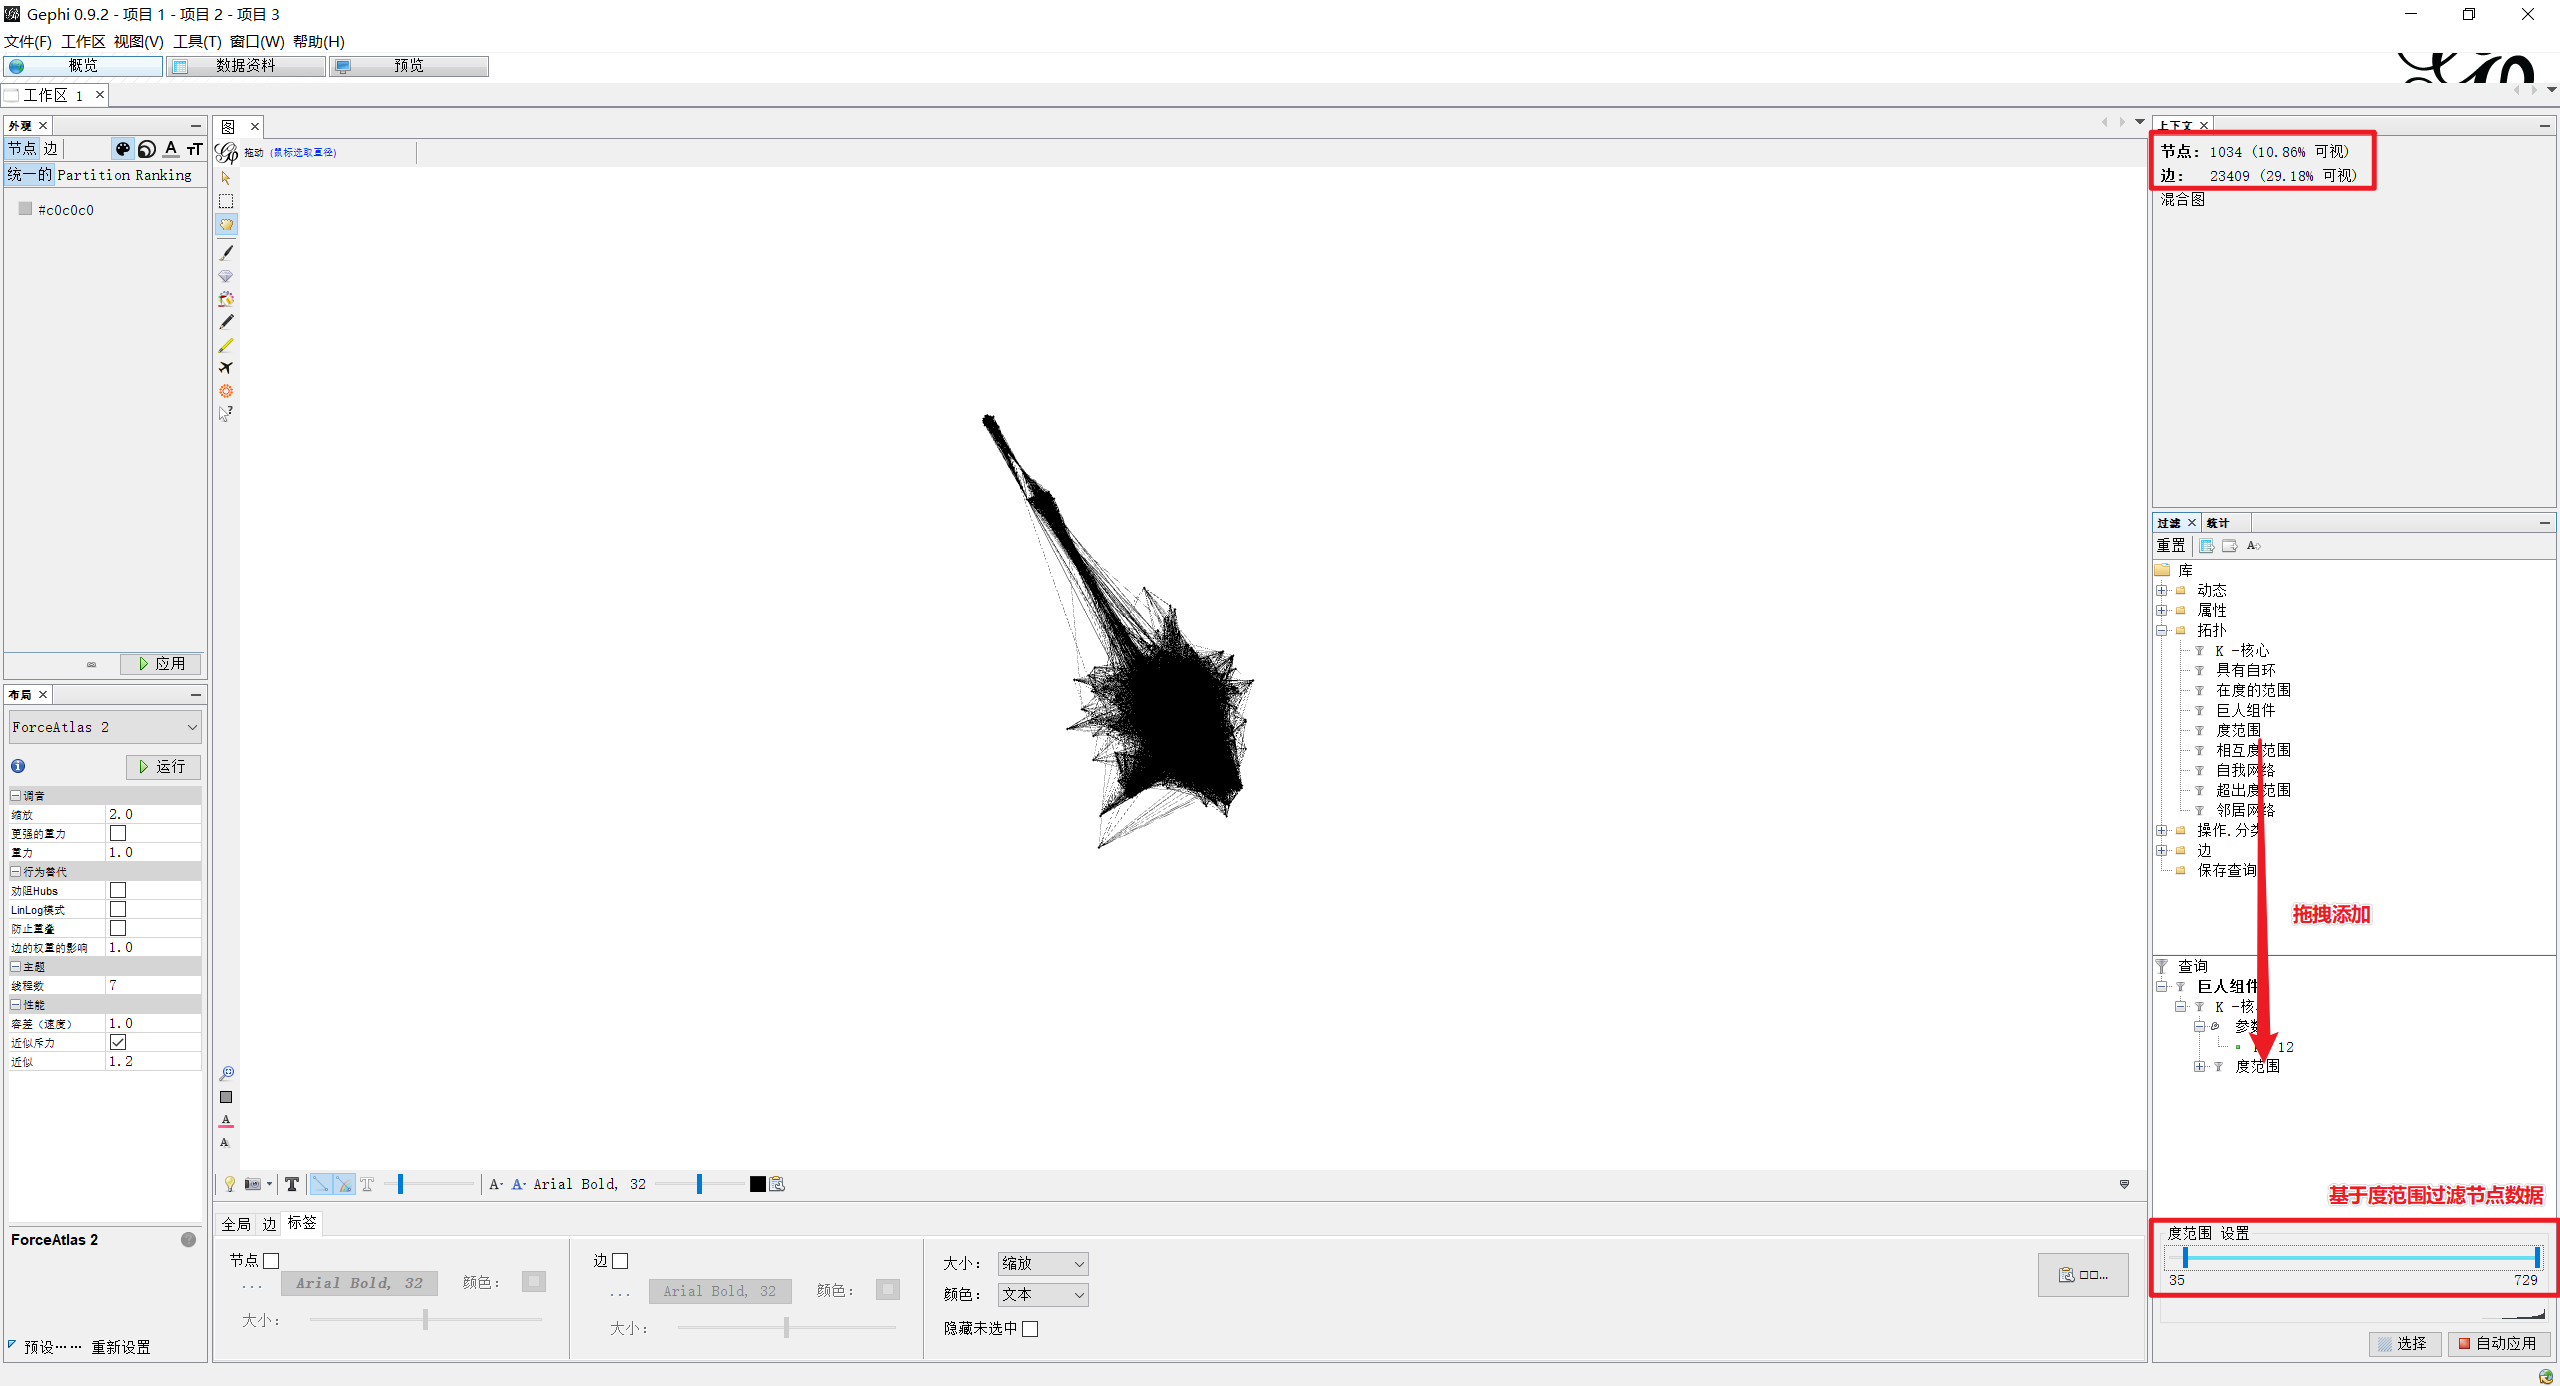 Gephi 0.9.2 - 项目 1 - 项目 2 - 项目 3
文件(F) 工作区 视图(V) 工具(T) 窗口(W) 帮助(H)
概览
数据资料
预览
工作区 1
外观
节点 边
统一的 Partition Ranking
#c0c0c0
应用
布局
ForceAtlas 2
运行
调音
缩放 2.0
更强的重力
重力 1.0
行为替代
劝阻Hubs
LinLog模式
防止重叠
边的权重的影响 1.0
主题
线程数 7
性能
容差（速度） 1.0
近似斥力
近似 1.2
ForceAtlas 2
预设…… 重新设置
图
拖动 (鼠标选取直径)
Arial Bold, 32
全局 边 标签
节点
... Arial Bold, 32 颜色：
大小：
边
... Arial Bold, 32 颜色：
大小：
大小： 缩放
颜色： 文本
隐藏未选中
上下文
节点: 1034 (10.86% 可视)
边: 23409 (29.18% 可视)
混合图
过滤 统计
重置
库
动态
属性
拓扑
K -核心
具有自环
在度的范围
巨人组件
度范围
相互度范围
自我网络
超出度范围
邻居网络
操作.分类
边
保存查询
拖拽添加
查询
巨人组件
K -核
参数
12
度范围
基于度范围过滤节点数据
度范围 设置
35 729
选择
自动应用